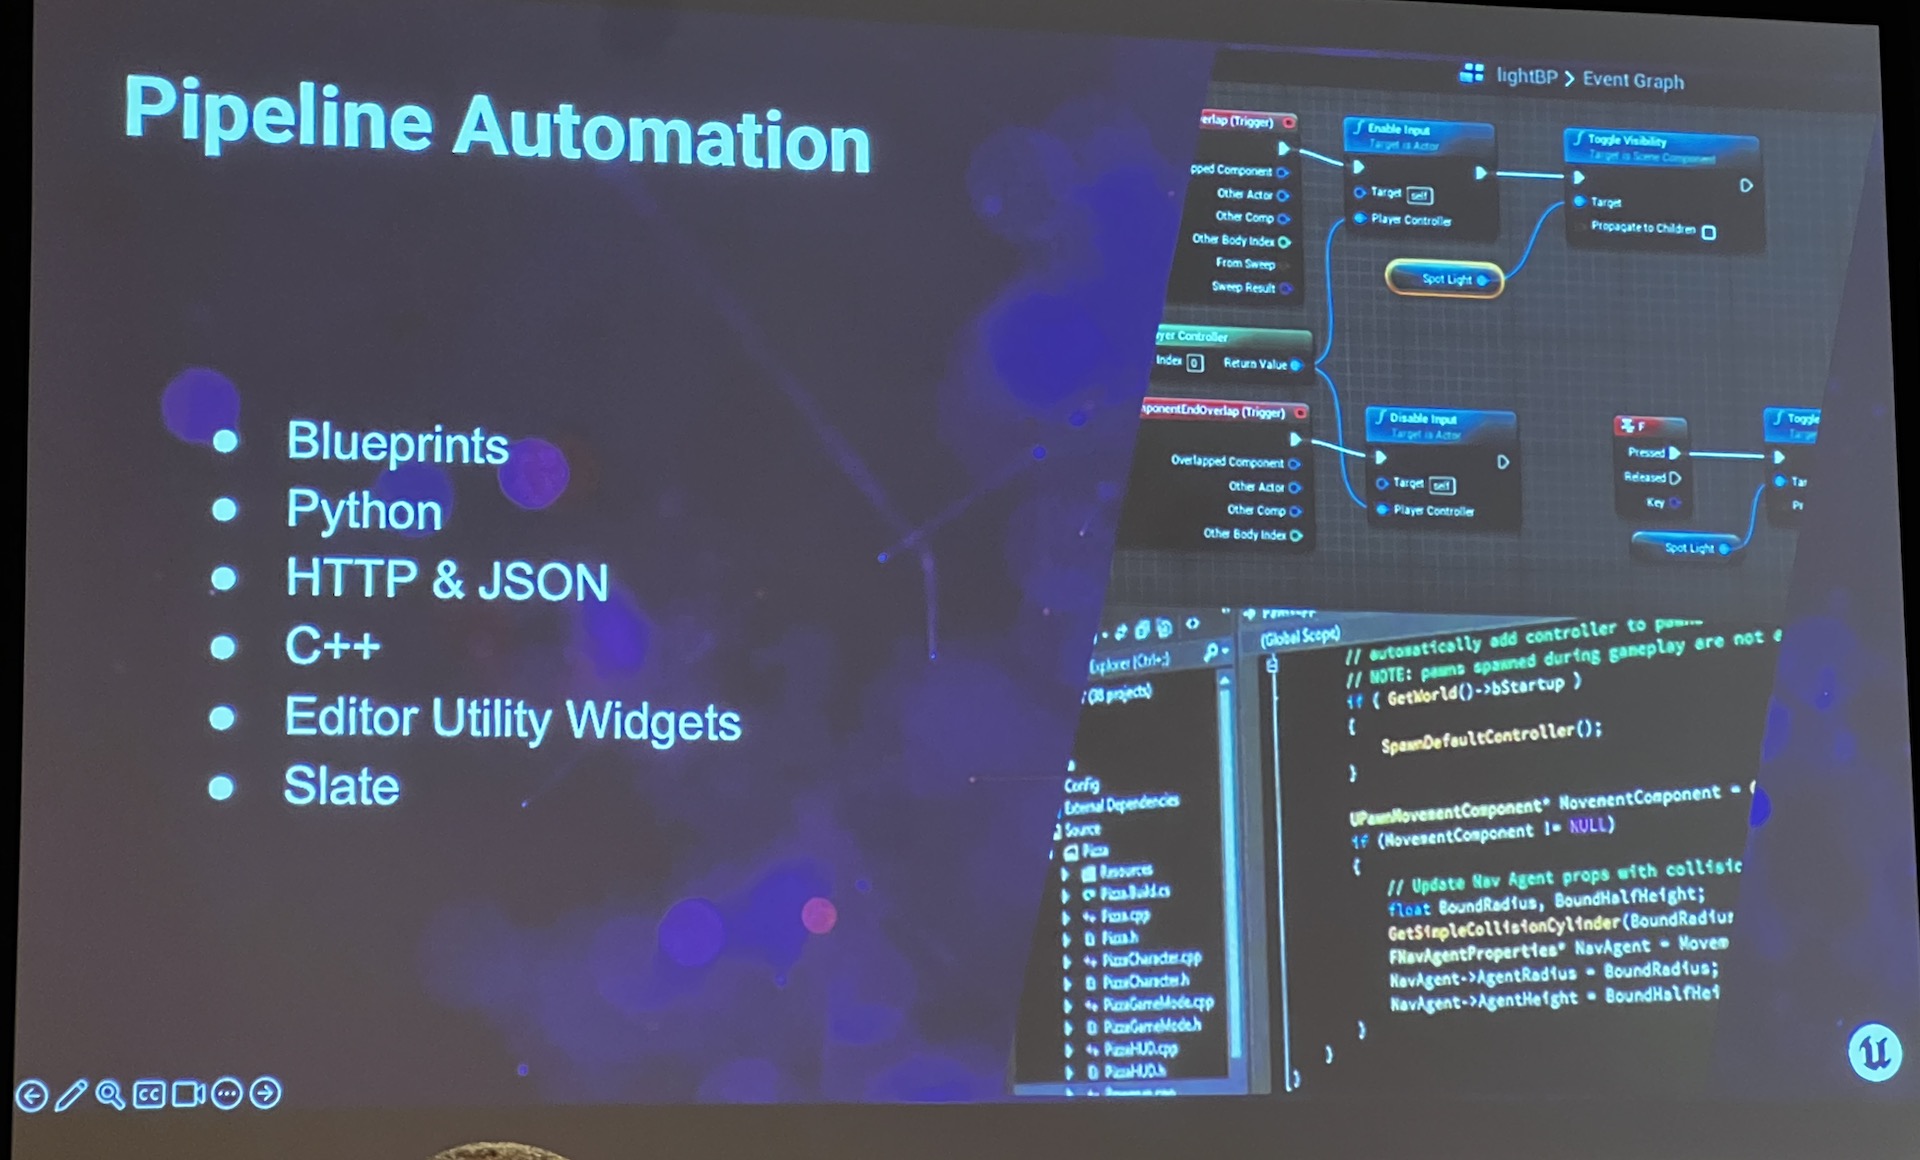 Pipeline Automation
Blueprints
Python
HTTP & JSON
C++
Editor Utility Widgets
Slate
lightBP > Event Graph
erlap (Trigger)
pped Component
Other Actor
Other Comp
Other Body Index
From Sweep
Sweep Result
Enable Input
Target is Actor
Target self
Player Controller
Toggle Visibility
Target is Scene Component
Target
Propagate to Children
Spot Light
yer Controller
Index 0 Return Value
mponentEndOverlap (Trigger)
Overlapped Component
Other Actor
Other Comp
Other Body Index
Disable Input
Target is Actor
Target self
Player Controller
F
Pressed
Released
Key
Toggle
Targe
Tar
Pr
Spot Light
Explorer (Ctrl+;)
(38 projects)
Config
External Dependencies
Source
Pizza
Resources
Pizza.Build.cs
Pizza.cpp
Pizza.h
PizzaCharacter.cpp
PizzaCharacter.h
PizzaGameMode.cpp
PizzaGameMode.h
PizzaHUD.cpp
PizzaHUD.h
(Global Scope)
// automatically add controller to
// NOTE: pawns spawned during gameplay are not a
if ( GetWorld()->bStartup )
{
SpawnDefaultController();
}
UPawnMovementComponent* MovementComponent =
if (MovementComponent != NULL)
{
// Update Nav Agent props with collisic
float BoundRadius, BoundHalfHeight;
GetSimpleCollisionCylinder(BoundRadius
FNavAgentProperties* NavAgent = Movem
NavAgent->AgentRadius = BoundRadius;
NavAgent->AgentHeight = BoundHalfHei
}
}
}
CC